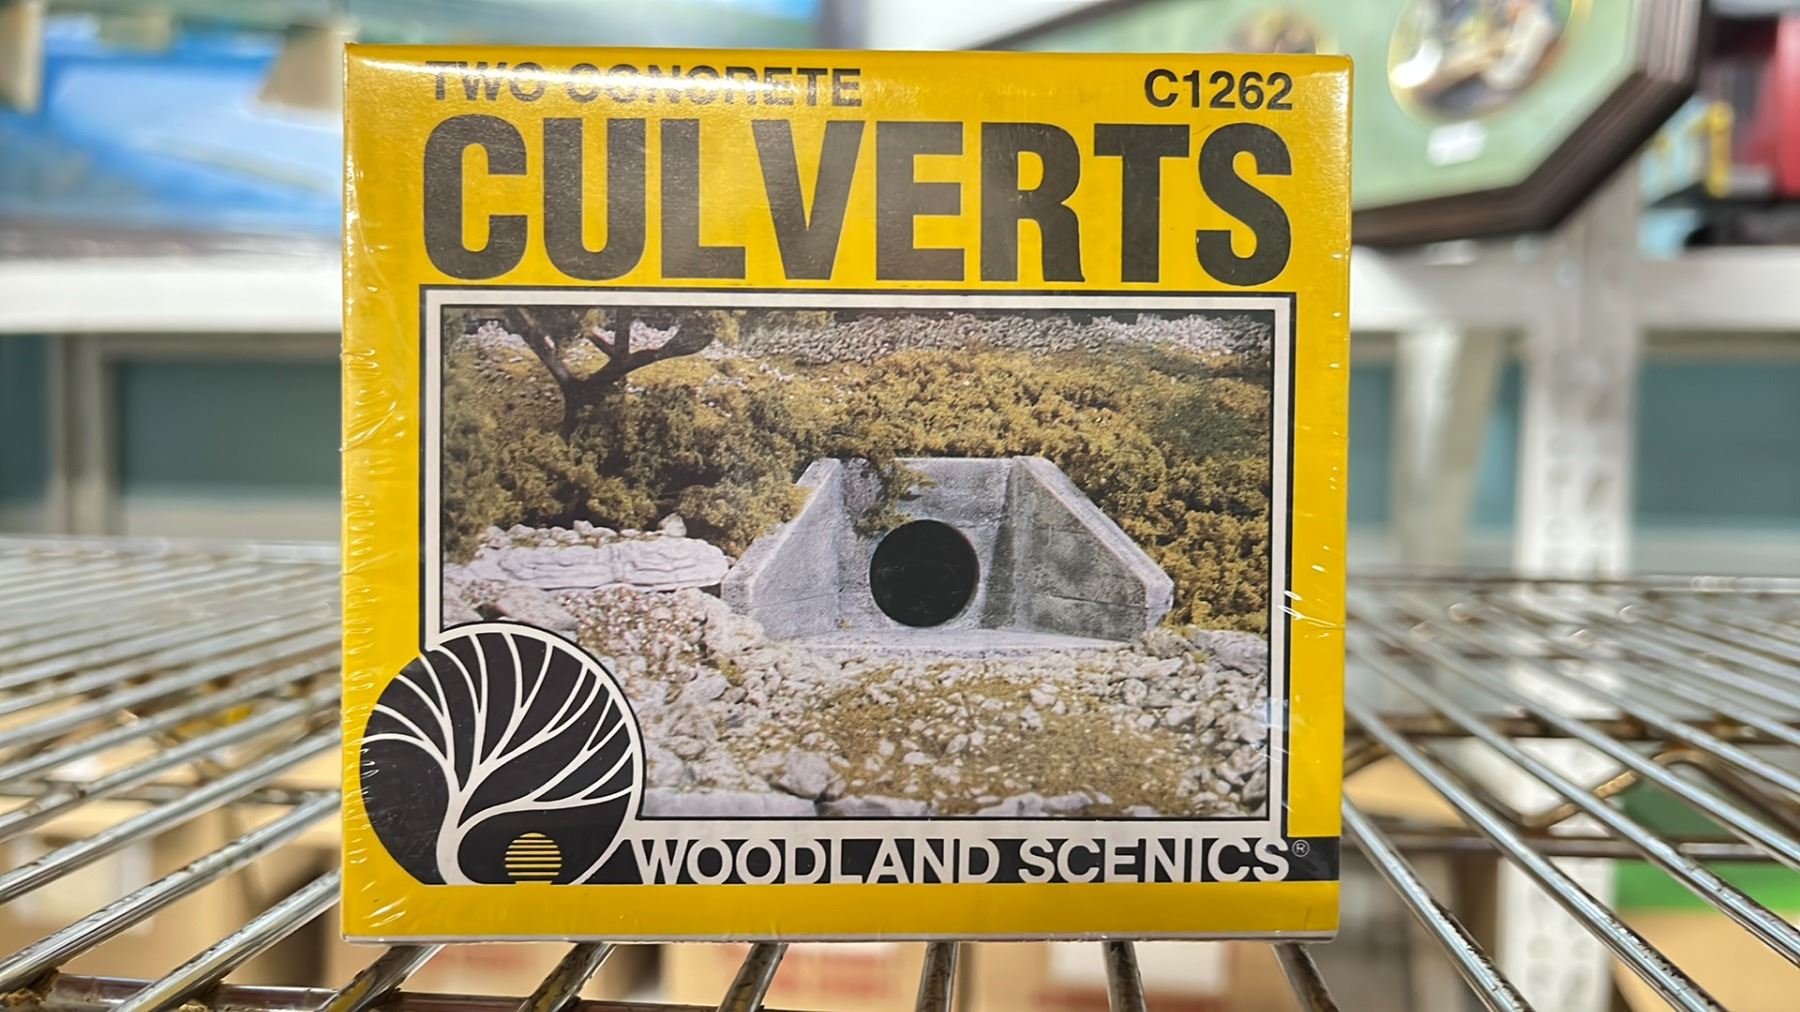 TWO CONCRETE C1262
CULVERTS
WOODLAND SCENICS®